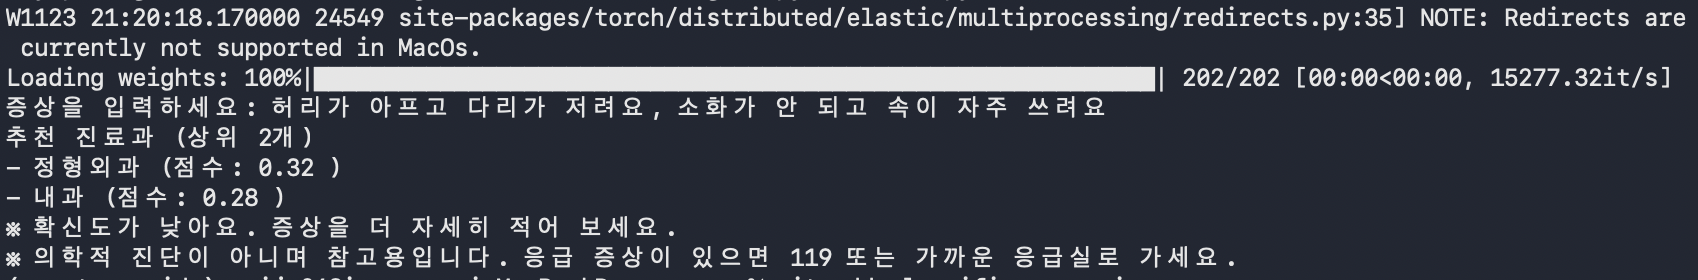 W1123 21:20:18.170000 24549 site-packages/torch/distributed/elastic/multiprocessing/redirects.py:35] NOTE: Redirects are
currently not supported in MacOs.
Loading weights: 100%|██████████| 202/202 [00:00<00:00, 15277.32it/s]
증상을 입력하세요: 허리가 아프고 다리가 저려요, 소화가 안 되고 속이 자주 쓰려요
추천 진료과 (상위 2개)
- 정형외과 (점수: 0.32 )
- 내과 (점수: 0.28 )
※ 확신도가 낮아요. 증상을 더 자세히 적어 보세요.
※ 의학적 진단이 아니며 참고용입니다. 응급 증상이 있으면 119 또는 가까운 응급실로 가세요.